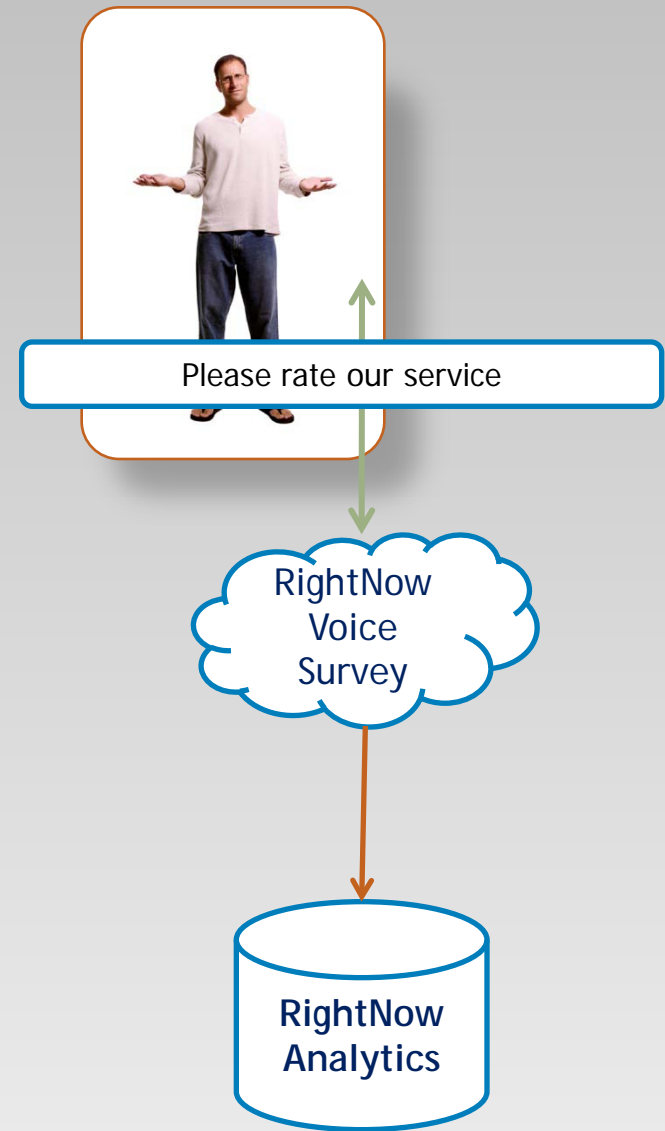 Please rate our service
RightNow
Voice
Survey
RightNow
Analytics